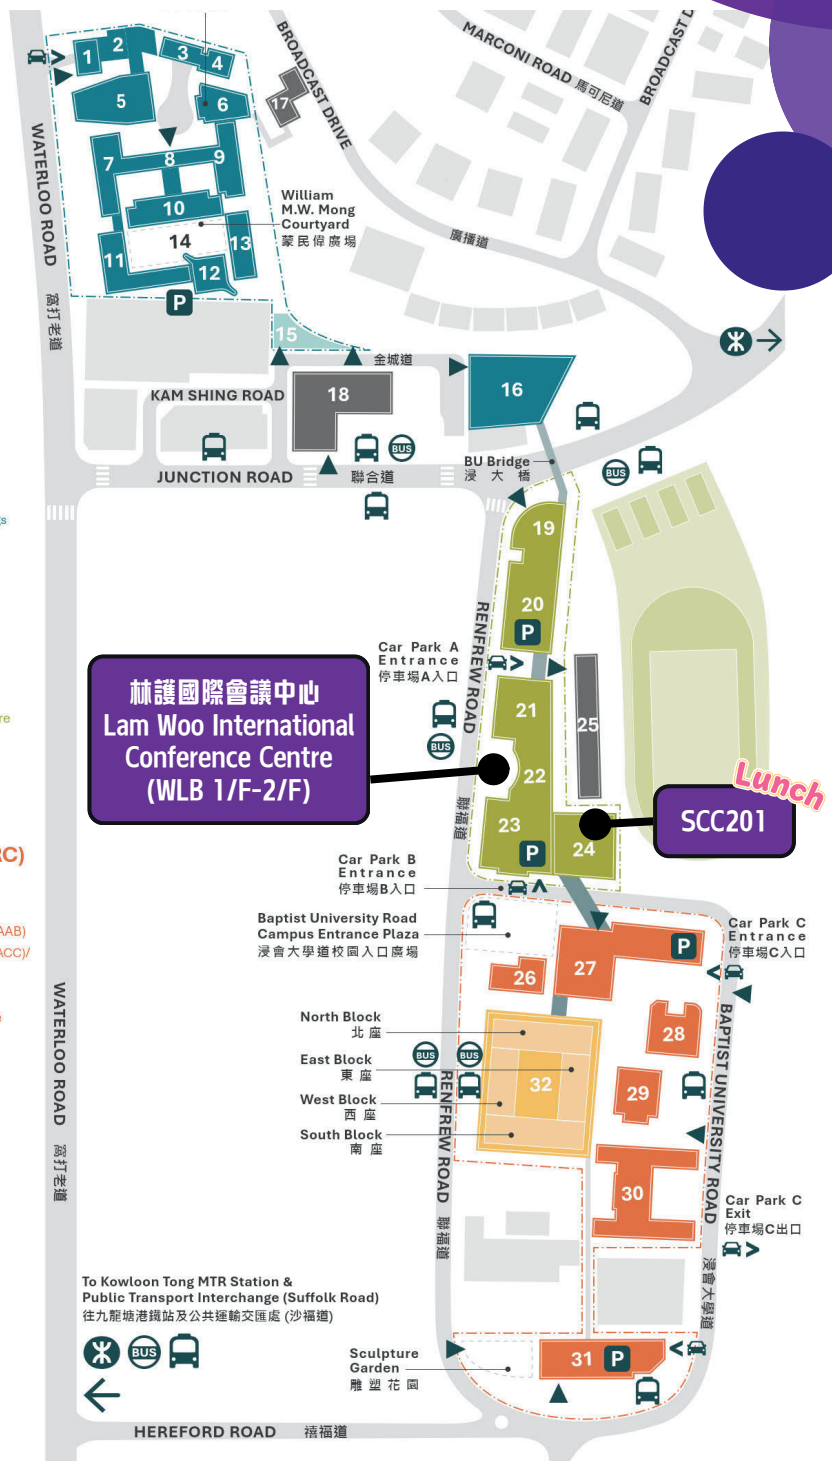 BROADCAST DRIVE
MARCONI ROAD 馬可尼道
BROADCAST D
1
2
3
4
5
6
17
WATERLOO ROAD 窩打老道
7
8
9
10
William
M.W. Mong
Courtyard
蒙民偉廣場
14
13
11
12
廣播道
P
15
金城道
KAM SHING ROAD
18
16
BUS
JUNCTION ROAD 聯合道
BU Bridge
浸大橋
BUS
19
20
P
RENFREW ROAD 聯福道
Car Park A
Entrance
停車場A入口
BUS
林護國際會議中心
Lam Woo International
Conference Centre
(WLB 1/F-2/F)
21
22
23
P
24
25
re
Lunch
SCC201
RC)
AAB)
ACC)/
Car Park B
Entrance
停車場B入口
Baptist University Road
Campus Entrance Plaza
浸會大學道校園入口廣場
26
27
P
Car Park C
Entrance
停車場C入口
28
29
North Block
北座
East Block
東座
West Block
西座
South Block
南座
32
BUS
BUS
WATERLOO ROAD 窩打老道
RENFREW ROAD 聯福道
BAPTIST UNIVERSITY ROAD 浸會大學道
30
Car Park C
Exit
停車場C出口
To Kowloon Tong MTR Station &
Public Transport Interchange (Suffolk Road)
往九龍塘港鐵站及公共運輸交匯處 (沙福道)
BUS
Sculpture
Garden
雕塑花園
31
P
HEREFORD ROAD 禧福道